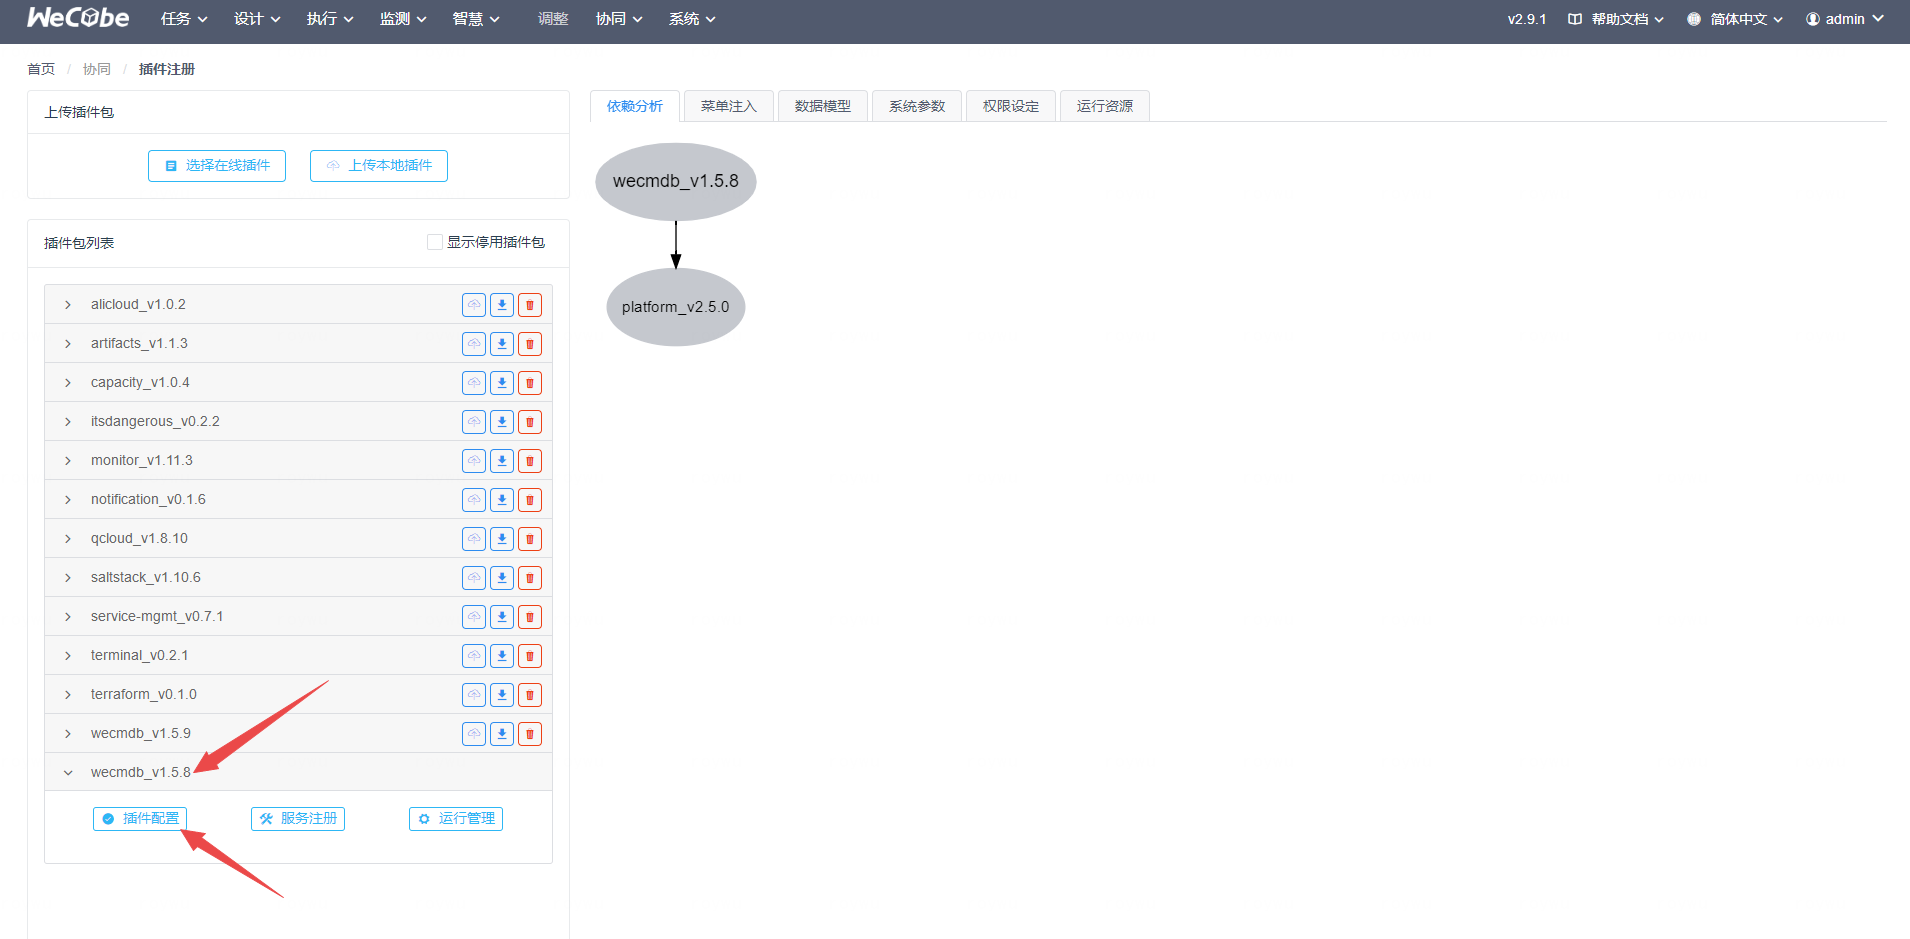 WeCube 任务 设计 执行 监测 智慧 调整 协同 系统 v2.9.1 帮助文档 简体中文 admin
首页 / 协同 / 插件注册
上传插件包
选择在线插件 上传本地插件
插件包列表 显示停用插件包
alicloud_v1.0.2
artifacts_v1.1.3
capacity_v1.0.4
itsdangerous_v0.2.2
monitor_v1.11.3
notification_v0.1.6
qcloud_v1.8.10
saltstack_v1.10.6
service-mgmt_v0.7.1
terminal_v0.2.1
terraform_v0.1.0
wecmdb_v1.5.9
wecmdb_v1.5.8
插件配置 服务注册 运行管理
依赖分析 菜单注入 数据模型 系统参数 权限设定 运行资源
wecmdb_v1.5.8
platform_v2.5.0